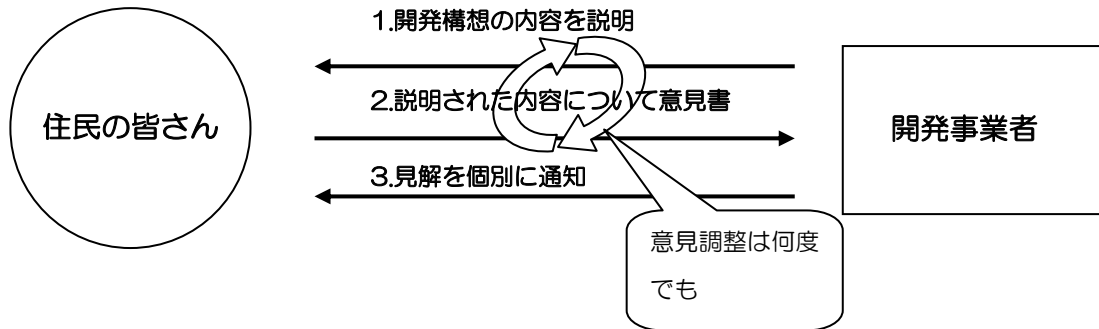 1.開発構想の内容を説明
2.説明された内容について意見書
住民の皆さん
開発事業者
3.見解を個別に通知
意見調整は何度
でも